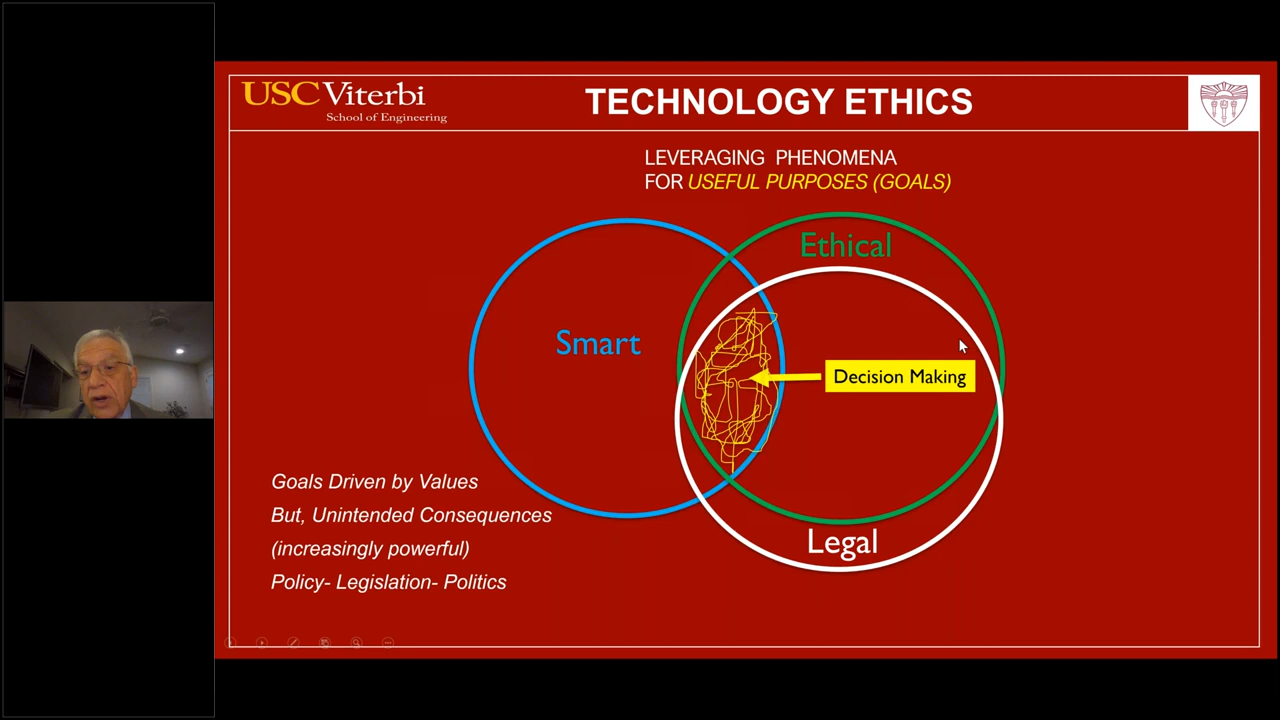 USC Viterbi
School of Engineering
TECHNOLOGY ETHICS
LEVERAGING PHENOMENA
FOR USEFUL PURPOSES (GOALS)
Ethical
Smart
Decision Making
Goals Driven by Values
But, Unintended Consequences
(increasingly powerful)
Policy- Legislation- Politics
Legal